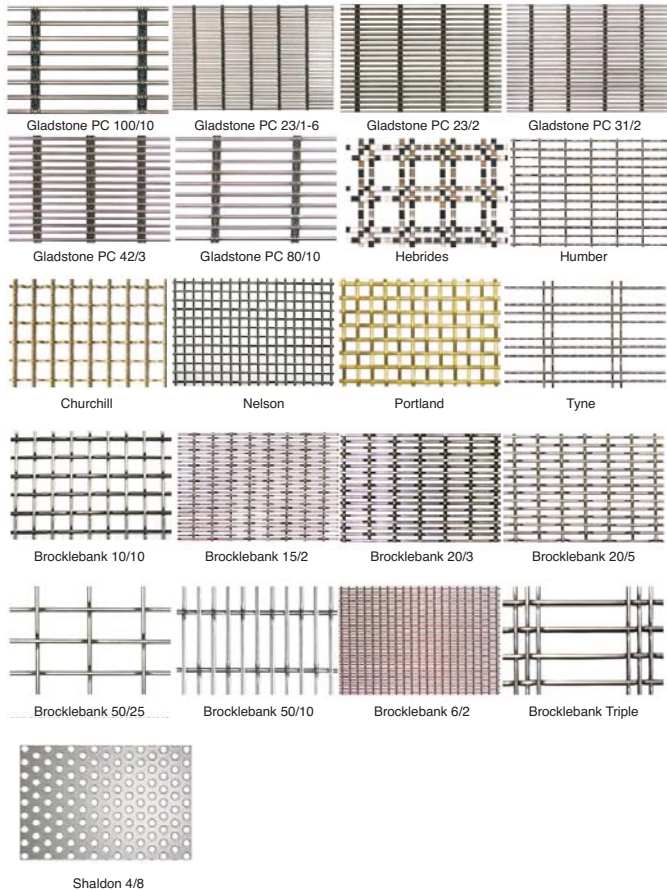 Gladstone PC 100/10 Gladstone PC 23/1-6 Gladstone PC 23/2 Gladstone PC 31/2
Gladstone PC 42/3 Gladstone PC 80/10 Hebrides Humber
Churchill Nelson Portland Tyne
Brocklebank 10/10 Brocklebank 15/2 Brocklebank 20/3 Brocklebank 20/5
Brocklebank 50/25 Brocklebank 50/10 Brocklebank 6/2 Brocklebank Triple
Shaldon 4/8